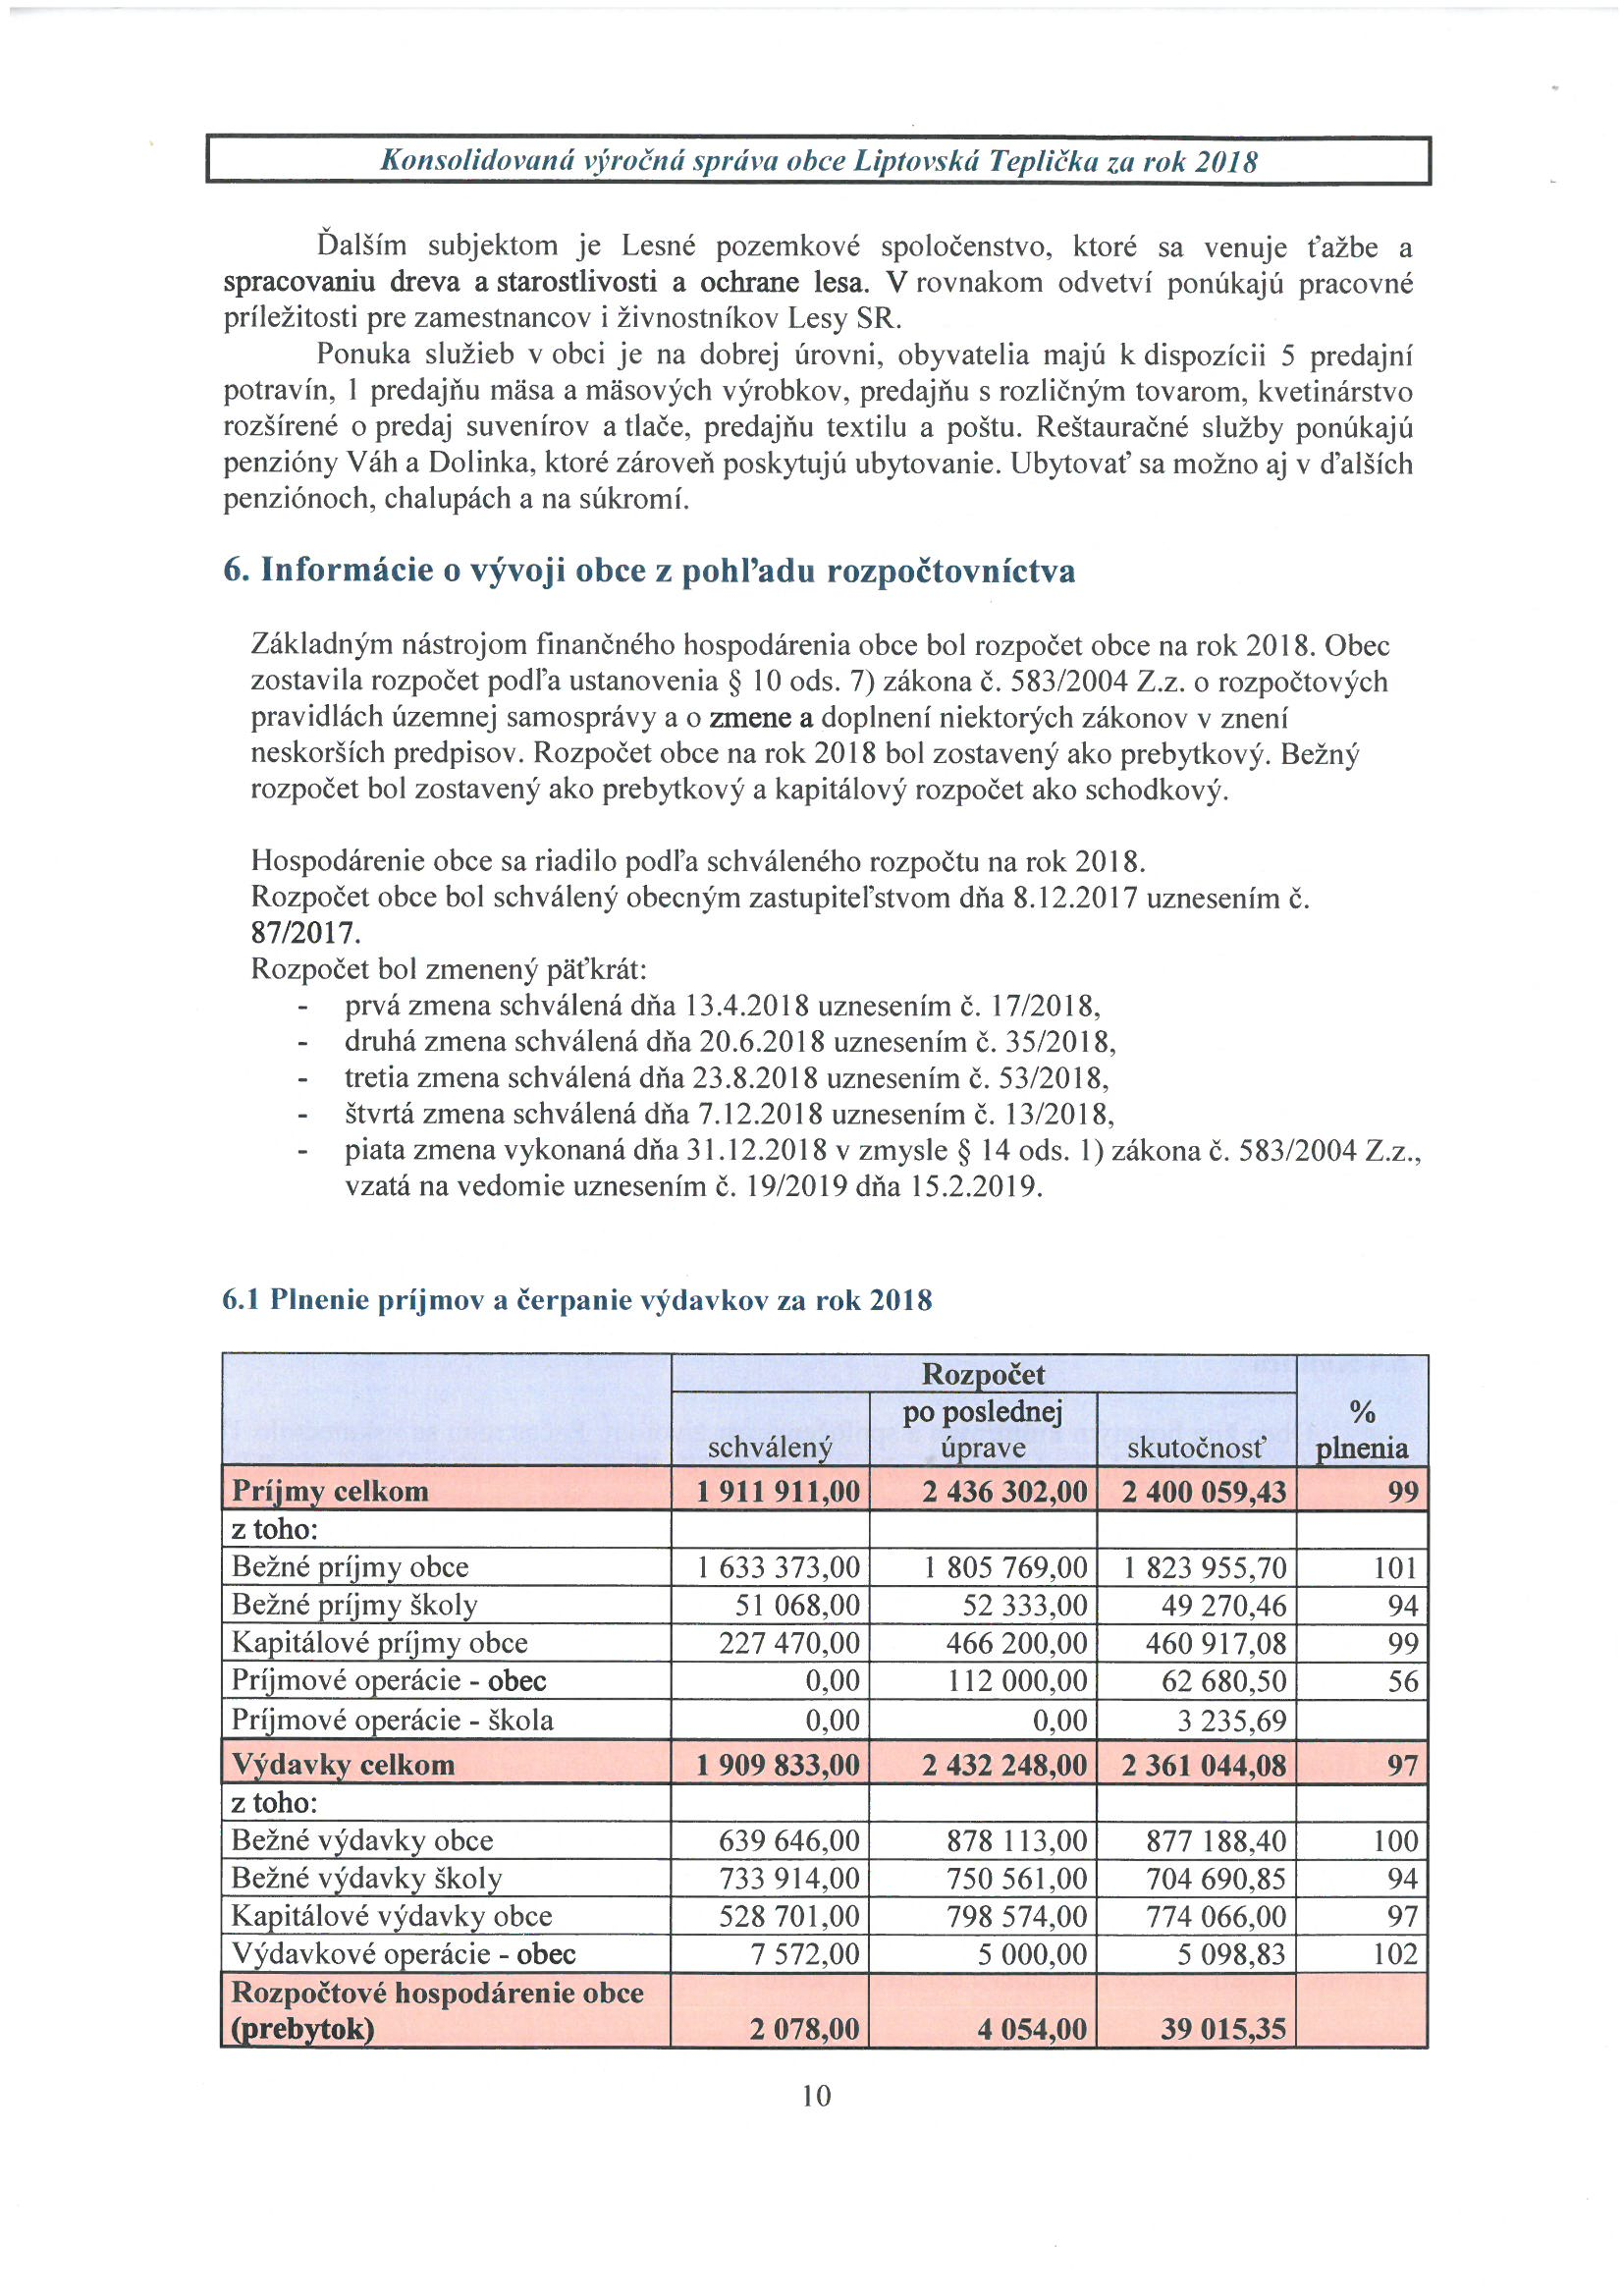 Konsolidovaná výročná správa obce Liptovská Teplička za rok 2018
Ďalším subjektom je Lesné pozemkové spoločenstvo, ktoré sa venuje ťažbe a
spracovaniu dreva a starostlivosti a ochrane lesa. V rovnakom odvetví ponúkajú pracovné
príležitosti pre zamestnancov i živnostníkov Lesy SR.
Ponuka služieb v obci je na dobrej úrovni, obyvatelia majú k dispozícii 5 predajní
potravín, 1 predajňu mäsa a mäsových výrobkov, predajňu s rozličným tovarom, kvetinárstvo
rozšírené o predaj suvenírov a tlače, predajňu textilu a poštu. Reštauračné služby ponúkajú
penzióny Váh a Dolinka, ktoré zároveň poskytujú ubytovanie. Ubytovať sa možno aj v ďalších
penziónoch, chalupách a na súkromí.
6. Informácie o vývoji obce z pohľadu rozpočtovníctva
Základným nástrojom finančného hospodárenia obce bol rozpočet obce na rok 2018. Obec
zostavila rozpočet podľa ustanovenia § 10 ods. 7) zákona č. 583/2004 Z.z. o rozpočtových
pravidlách územnej samosprávy a o zmene a doplnení niektorých zákonov v znení
neskorších predpisov. Rozpočet obce na rok 2018 bol zostavený ako prebytkový. Bežný
rozpočet bol zostavený ako prebytkový a kapitálový rozpočet ako schodkový.
Hospodárenie obce sa riadilo podľa schváleného rozpočtu na rok 2018.
Rozpočet obce bol schválený obecným zastupiteľstvom dňa 8.12.2017 uznesením č.
87/2017.
Rozpočet bol zmenený päťkrát:
- prvá zmena schválená dňa 13.4.2018 uznesením č. 17/2018,
- druhá zmena schválená dňa 20.6.2018 uznesením č. 35/2018,
- tretia zmena schválená dňa 23.8.2018 uznesením č. 53/2018,
- štvrtá zmena schválená dňa 7.12.2018 uznesením č. 13/2018,
- piata zmena vykonaná dňa 31.12.2018 v zmysle § 14 ods. 1) zákona č. 583/2004 Z.z.,
vzatá na vedomie uznesením č. 19/2019 dňa 15.2.2019.
6.1 Plnenie príjmov a čerpanie výdavkov za rok 2018
Rozpočet
schválený po poslednej úprave skutočnosť % plnenia
Príjmy celkom 1 911 911,00 2 436 302,00 2 400 059,43 99
z toho:
Bežné príjmy obce 1 633 373,00 1 805 769,00 1 823 955,70 101
Bežné príjmy školy 51 068,00 52 333,00 49 270,46 94
Kapitálové príjmy obce 227 470,00 466 200,00 460 917,08 99
Príjmové operácie - obec 0,00 112 000,00 62 680,50 56
Príjmové operácie - škola 0,00 0,00 3 235,69
Výdavky celkom 1 909 833,00 2 432 248,00 2 361 044,08 97
z toho:
Bežné výdavky obce 639 646,00 878 113,00 877 188,40 100
Bežné výdavky školy 733 914,00 750 561,00 704 690,85 94
Kapitálové výdavky obce 528 701,00 798 574,00 774 066,00 97
Výdavkové operácie - obec 7 572,00 5 000,00 5 098,83 102
Rozpočtové hospodárenie obce
(prebytok) 2 078,00 4 054,00 39 015,35
10